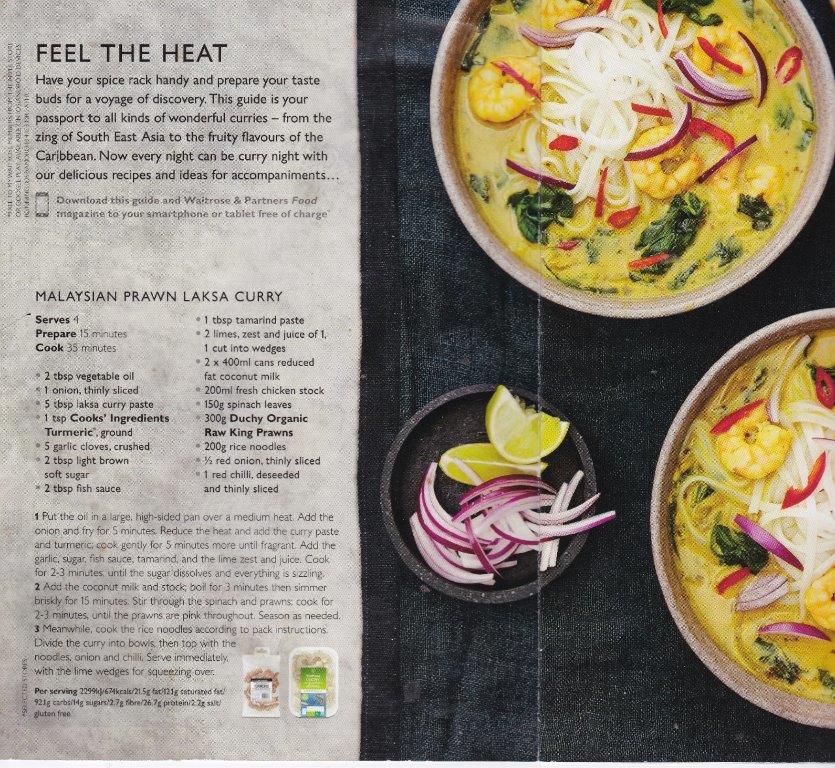 FEEL THE HEAT
Have your spice rack handy and prepare your taste
buds for a voyage of discovery. This guide is your
passport to all kinds of wonderful curries – from the
zing of South East Asia to the fruity flavours of the
Caribbean. Now every night can be curry night with
our delicious recipes and ideas for accompaniments...
Download this guide and Waitrose & Partners Food
magazine to your smartphone or tablet free of charge*
MALAYSIAN PRAWN LAKSA CURRY
Serves 4
Prepare 15 minutes
Cook 35 minutes
• 2 tbsp vegetable oil
• 1 onion, thinly sliced
• 5 tbsp laksa curry paste
• 1 tsp Cooks' Ingredients
Turmeric*, ground
• 5 garlic cloves, crushed
• 2 tbsp light brown
soft sugar
• 2 tbsp fish sauce
• 1 tbsp tamarind paste
• 2 limes, zest and juice of 1,
1 cut into wedges
• 2 x 400ml cans reduced
fat coconut milk
• 200ml fresh chicken stock
• 150g spinach leaves
• 300g Duchy Organic
Raw King Prawns
• 200g rice noodles
• ½ red onion, thinly sliced
• 1 red chilli, deseeded
and thinly sliced
1 Put the oil in a large, high-sided pan over a medium heat. Add the
onion and fry for 5 minutes. Reduce the heat and add the curry paste
and turmeric; cook gently for 5 minutes more until fragrant. Add the
garlic, sugar, fish sauce, tamarind, and the lime zest and juice. Cook
for 2-3 minutes, until the sugar dissolves and everything is sizzling.
2 Add the coconut milk and stock; boil for 3 minutes then simmer
briskly for 15 minutes. Stir through the spinach and prawns; cook for
2-3 minutes, until the prawns are pink throughout. Season as needed.
3 Meanwhile, cook the rice noodles according to pack instructions.
Divide the curry into bowls, then top with the
noodles, onion and chilli. Serve immediately,
with the lime wedges for squeezing over.
Per serving 2299kJ/674kcals/21.5g fat/12.1g saturated fat/
92.1g carbs/14g sugars/2.7g fibre/26.7g protein/2.2g salt/
gluten free
*SELECTED STORES